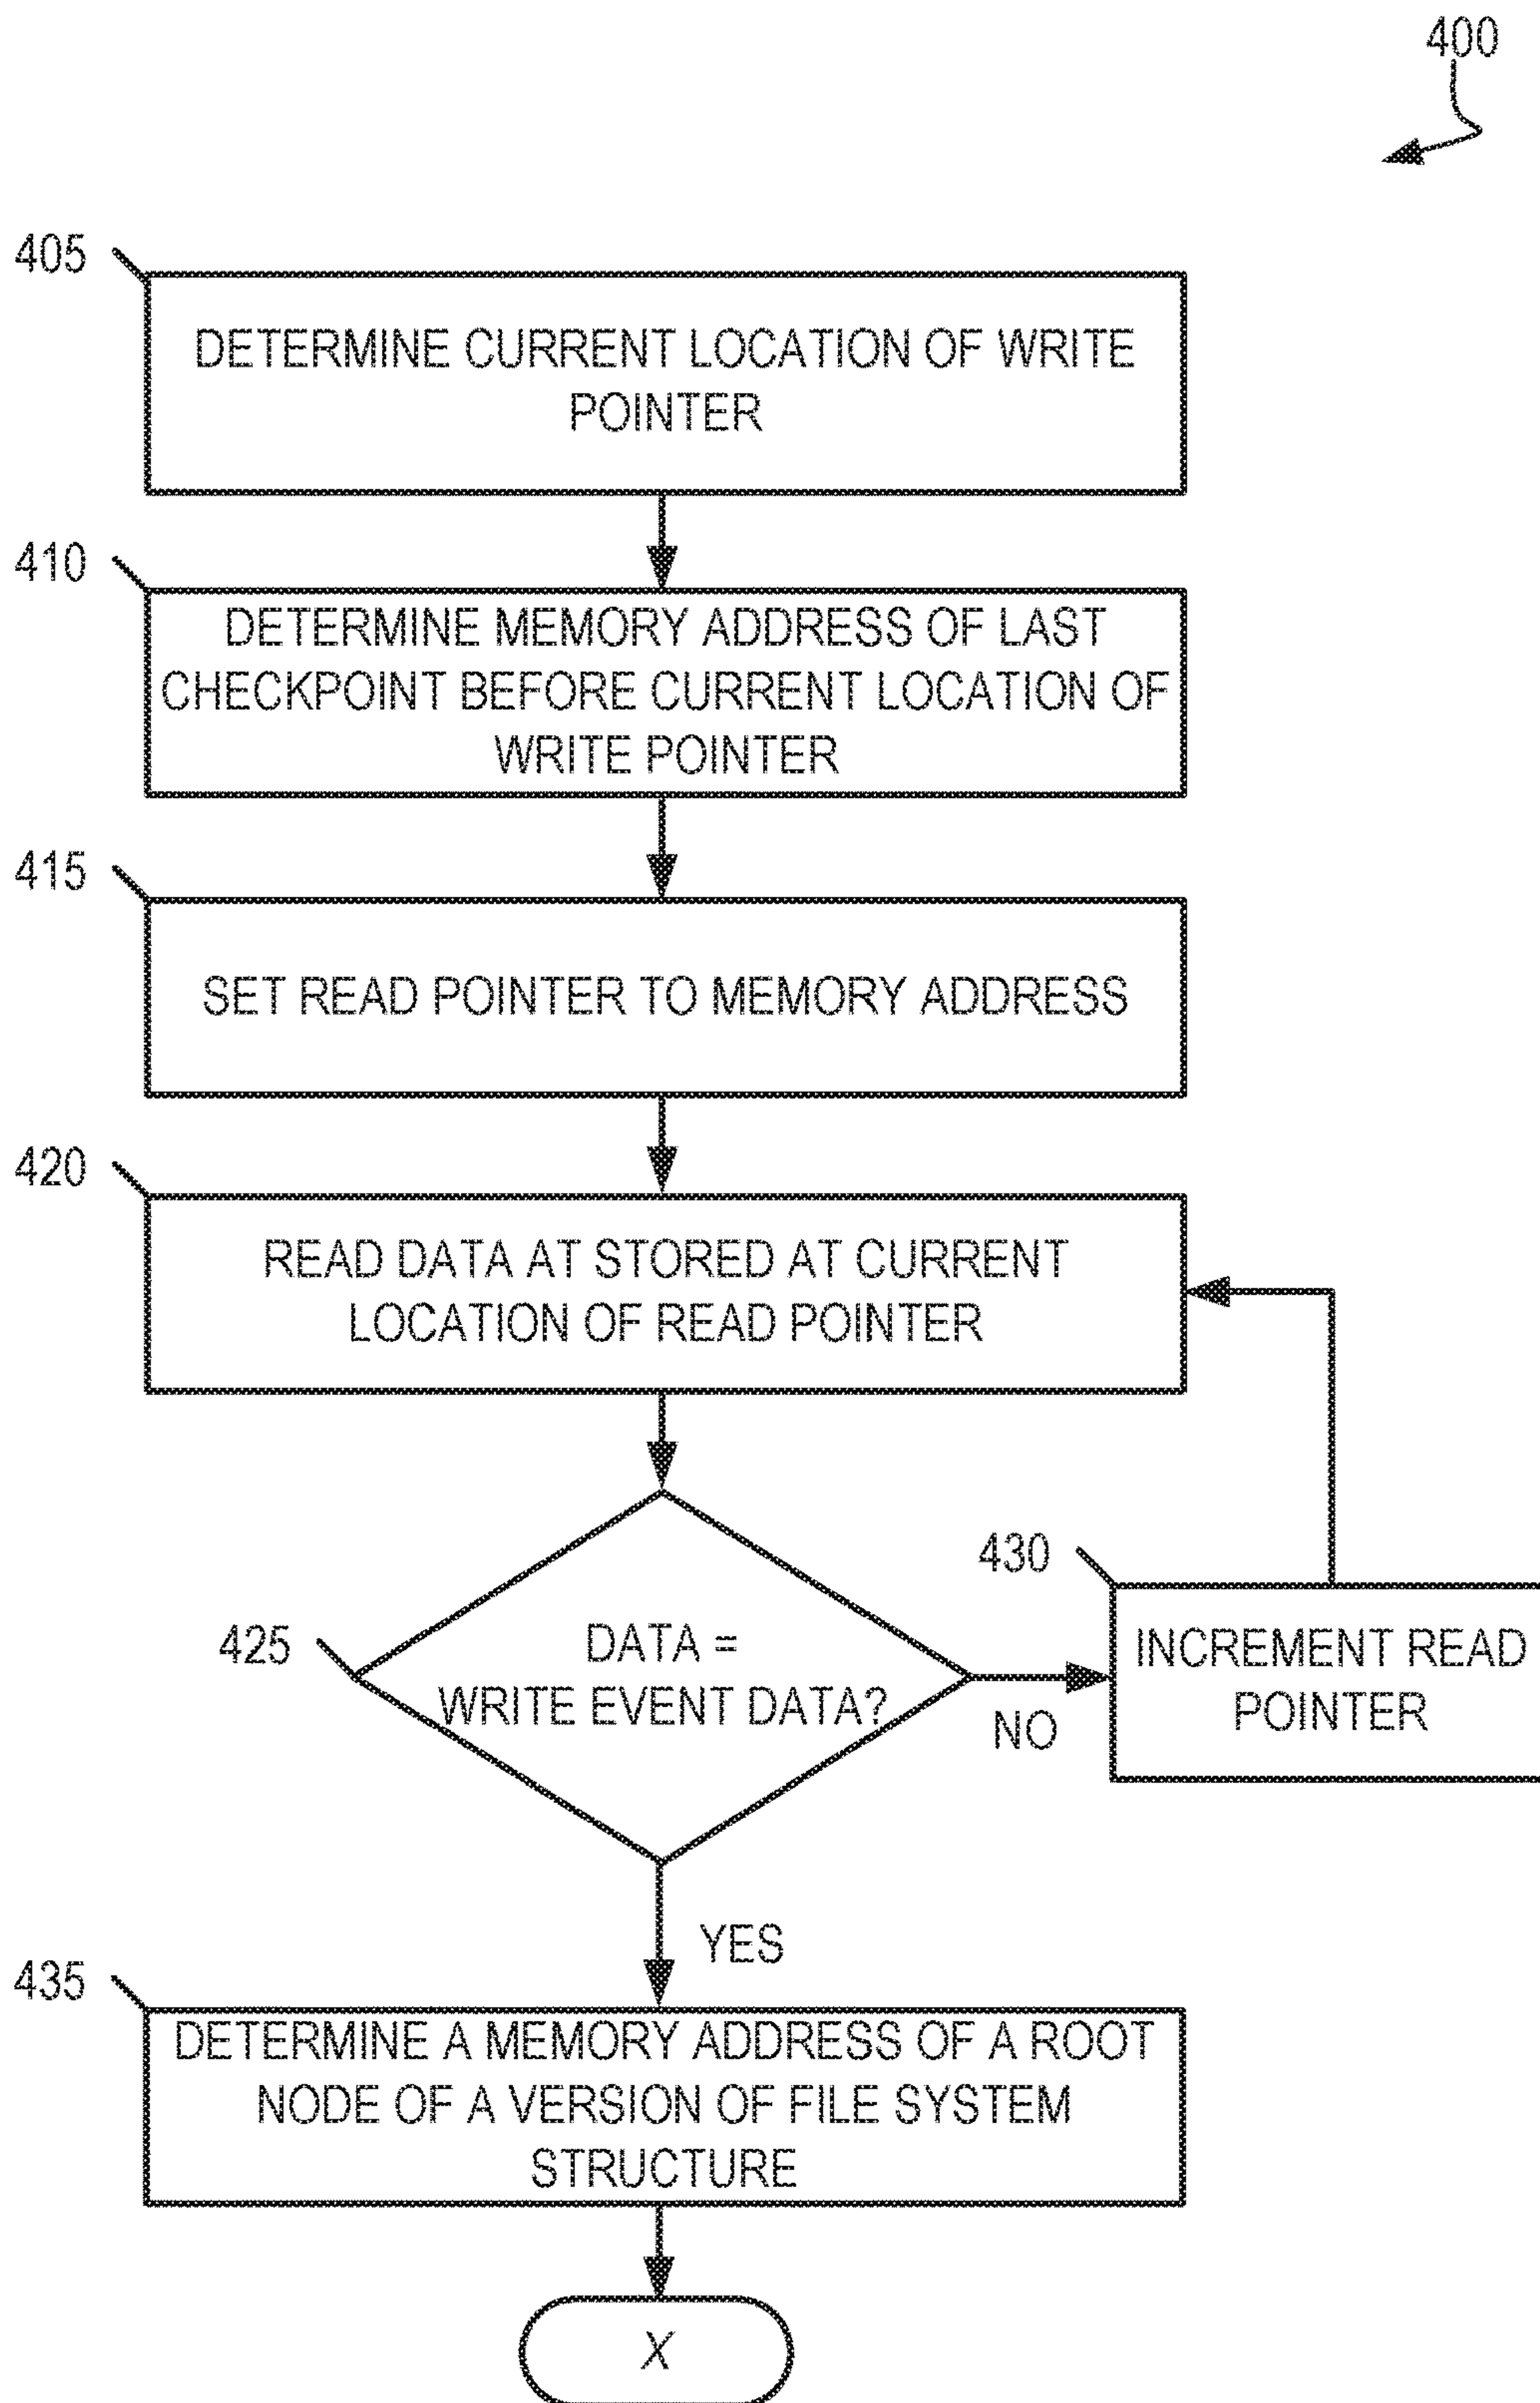 400
405
DETERMINE CURRENT LOCATION OF WRITE
POINTER
410
DETERMINE MEMORY ADDRESS OF LAST
CHECKPOINT BEFORE CURRENT LOCATION OF
WRITE POINTER
415
SET READ POINTER TO MEMORY ADDRESS
420
READ DATA AT STORED AT CURRENT
LOCATION OF READ POINTER
425
DATA =
WRITE EVENT DATA?
NO
430
INCREMENT READ
POINTER
YES
435
DETERMINE A MEMORY ADDRESS OF A ROOT
NODE OF A VERSION OF FILE SYSTEM
STRUCTURE
X